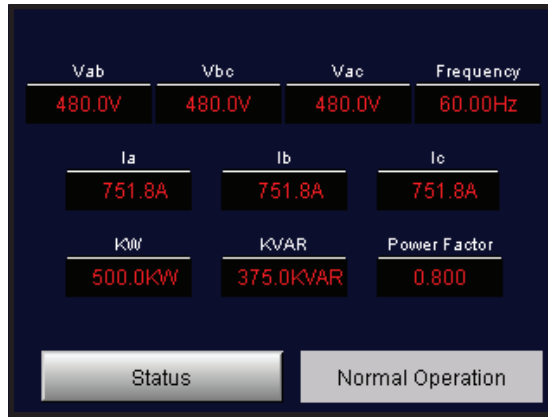 Vab Vbc Vac Frequency
480.0V 480.0V 480.0V 60.00Hz
Ia Ib Ic
751.8A 751.8A 751.8A
KW KVAR Power Factor
500.0KW 375.0KVAR 0.800
Status Normal Operation